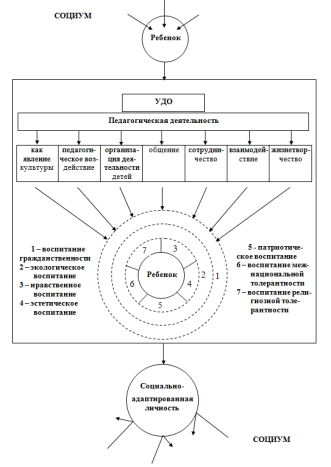 СОЦИУМ
Ребенок
УДО
Педагогическая деятельность
как
явление
культуры
педагоги-
ческое воз-
действие
организа-
ция дея-
тельности
детей
общение
сотрудни-
чество
взаимодей-
ствие
жизнетвор-
чество
1 – воспитание
гражданственности
2 – экологическое
воспитание
3 – нравственное
воспитание
4 – эстетическое
воспитание
7
3
6
Ребенок
4
2
1
5
5 - патриотиче-
ское воспитание
6 – воспитание меж-
национальной
толерантности
7 – воспитание рели-
гиозной толе-
рантности
Социально-
адаптированная
личность
СОЦИУМ